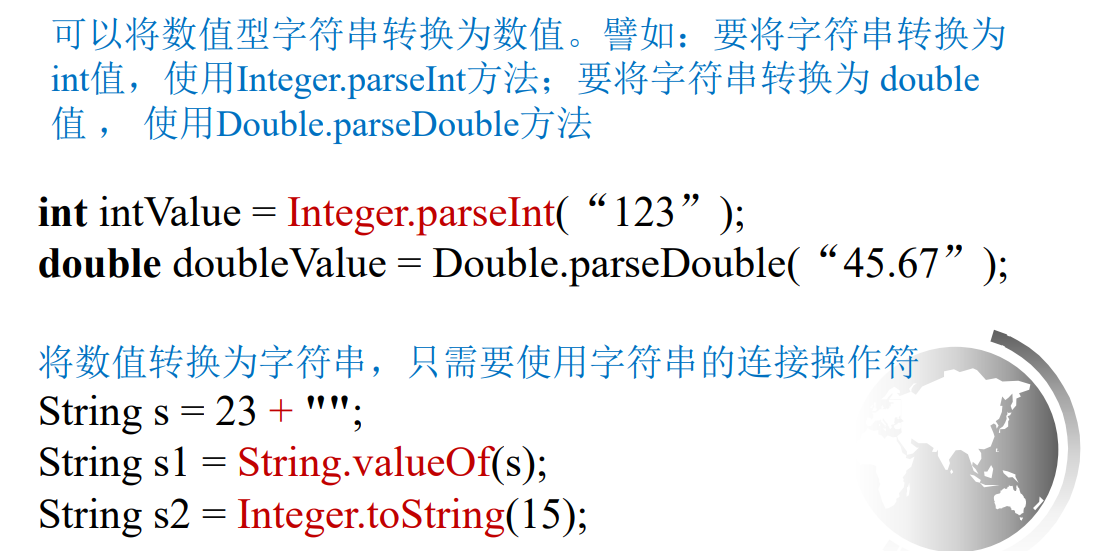 可以将数值型字符串转换为数值。譬如：要将字符串转换为
int值，使用Integer.parseInt方法；要将字符串转换为 double
值 ， 使用Double.parseDouble方法
int intValue = Integer.parseInt(“123”);
double doubleValue = Double.parseDouble(“45.67”);
将数值转换为字符串，只需要使用字符串的连接操作符
String s = 23 + "";
String s1 = String.valueOf(s);
String s2 = Integer.toString(15);